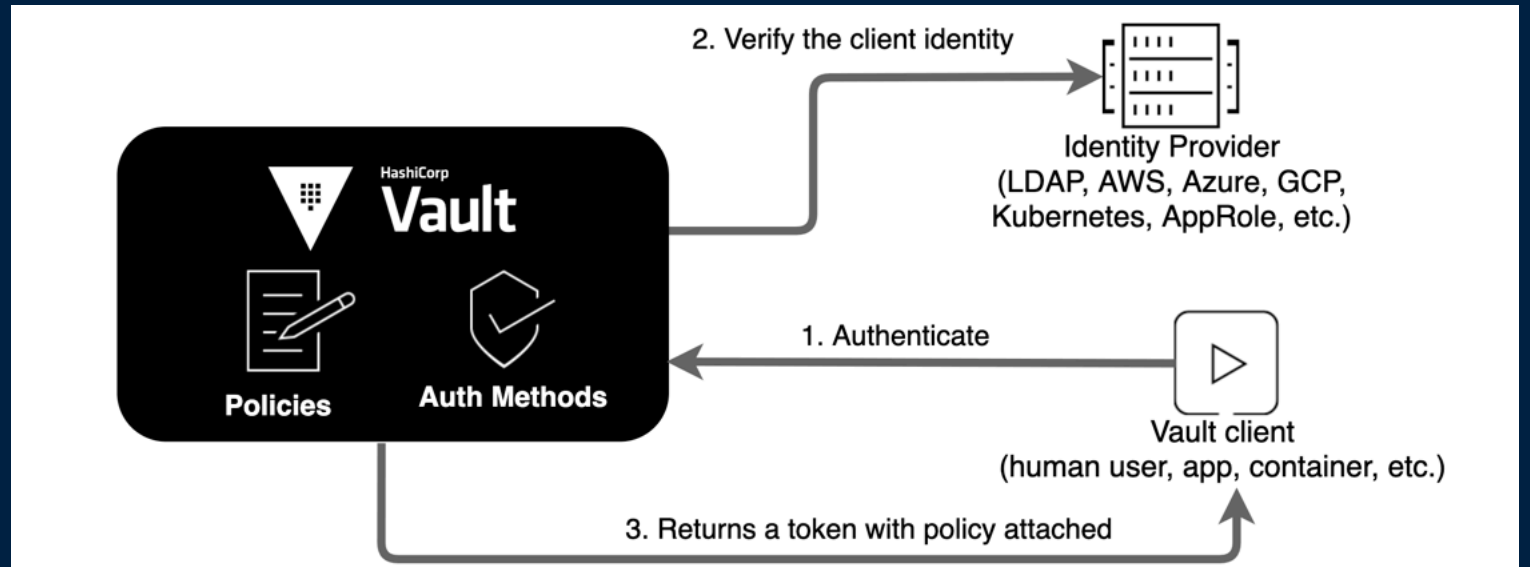 2. Verify the client identity
Identity Provider
(LDAP, AWS, Azure, GCP,
Kubernetes, AppRole, etc.)
HashiCorp
Vault
Policies
Auth Methods
1. Authenticate
Vault client
(human user, app, container, etc.)
3. Returns a token with policy attached